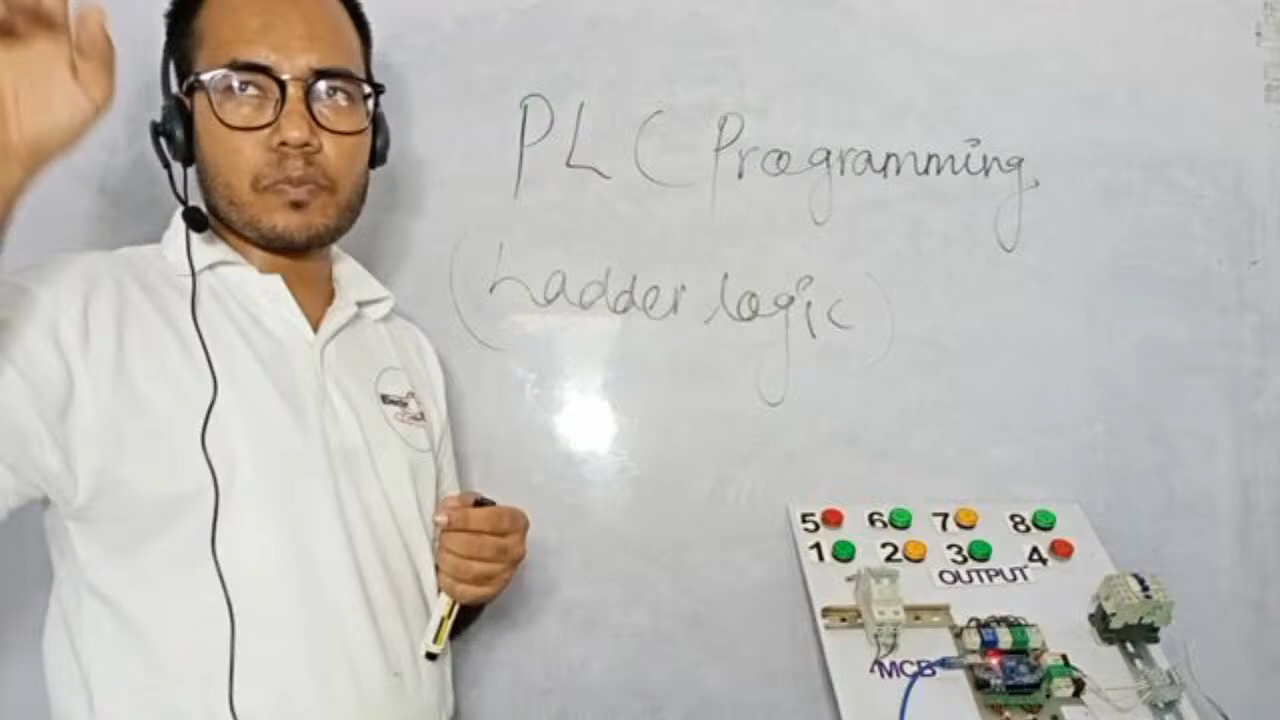 PLC Programming
(Ladder logic)
5 6 7 8
1 2 3 4
OUTPUT
MCB